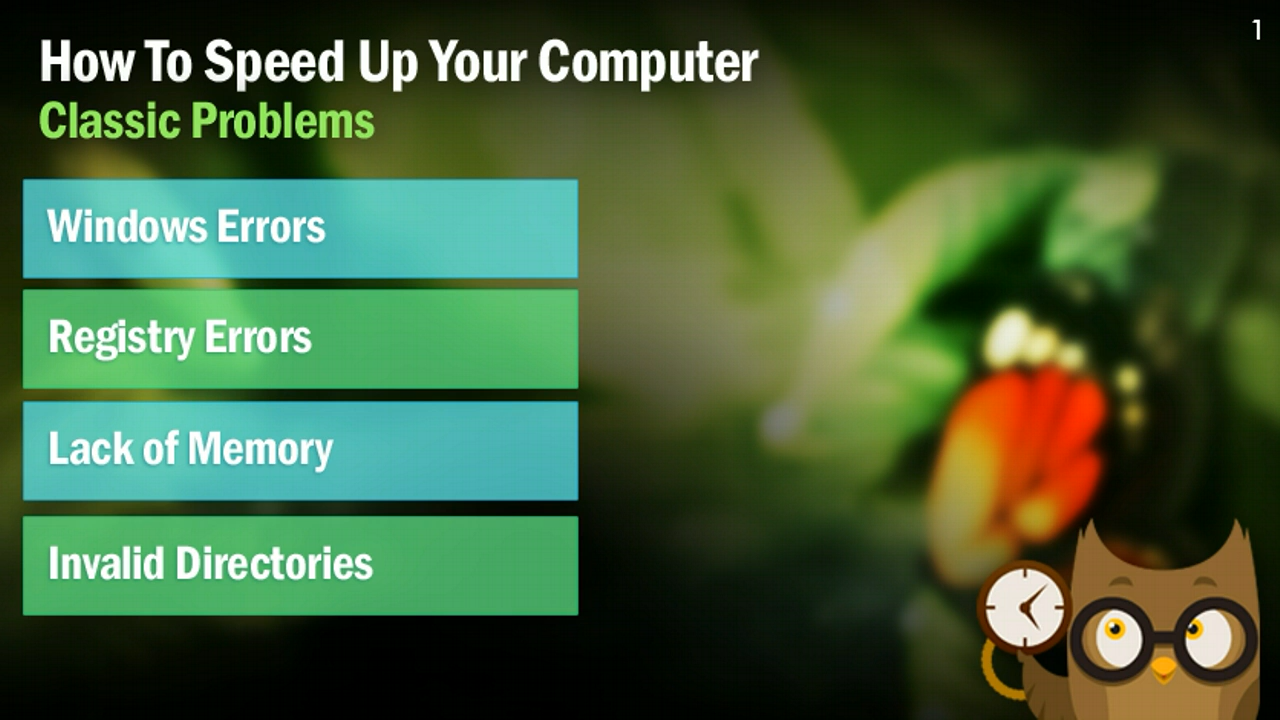 1
How To Speed Up Your Computer
Classic Problems
Windows Errors
Registry Errors
Lack of Memory
Invalid Directories